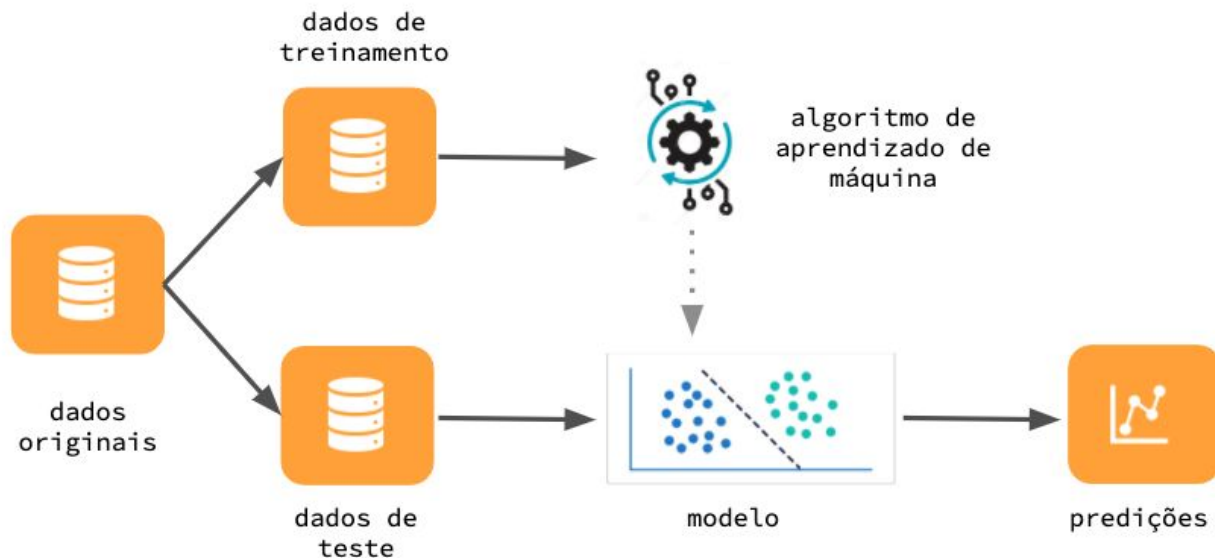 dados de
treinamento
algoritmo de
aprendizado de
máquina
dados
originais
dados de
teste
modelo
predições